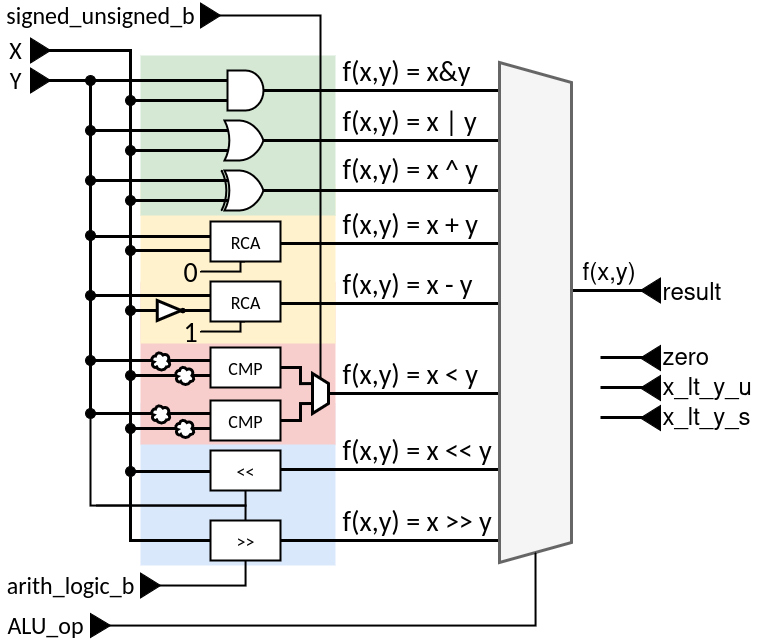 signed_unsigned_b
X
Y
f(x,y) = x&y
f(x,y) = x | y
f(x,y) = x ^ y
RCA
f(x,y) = x + y
0
RCA
f(x,y) = x - y
1
f(x,y)
result
CMP
f(x,y) = x < y
zero
x_lt_y_u
x_lt_y_s
CMP
<<
f(x,y) = x << y
>>
f(x,y) = x >> y
arith_logic_b
ALU_op